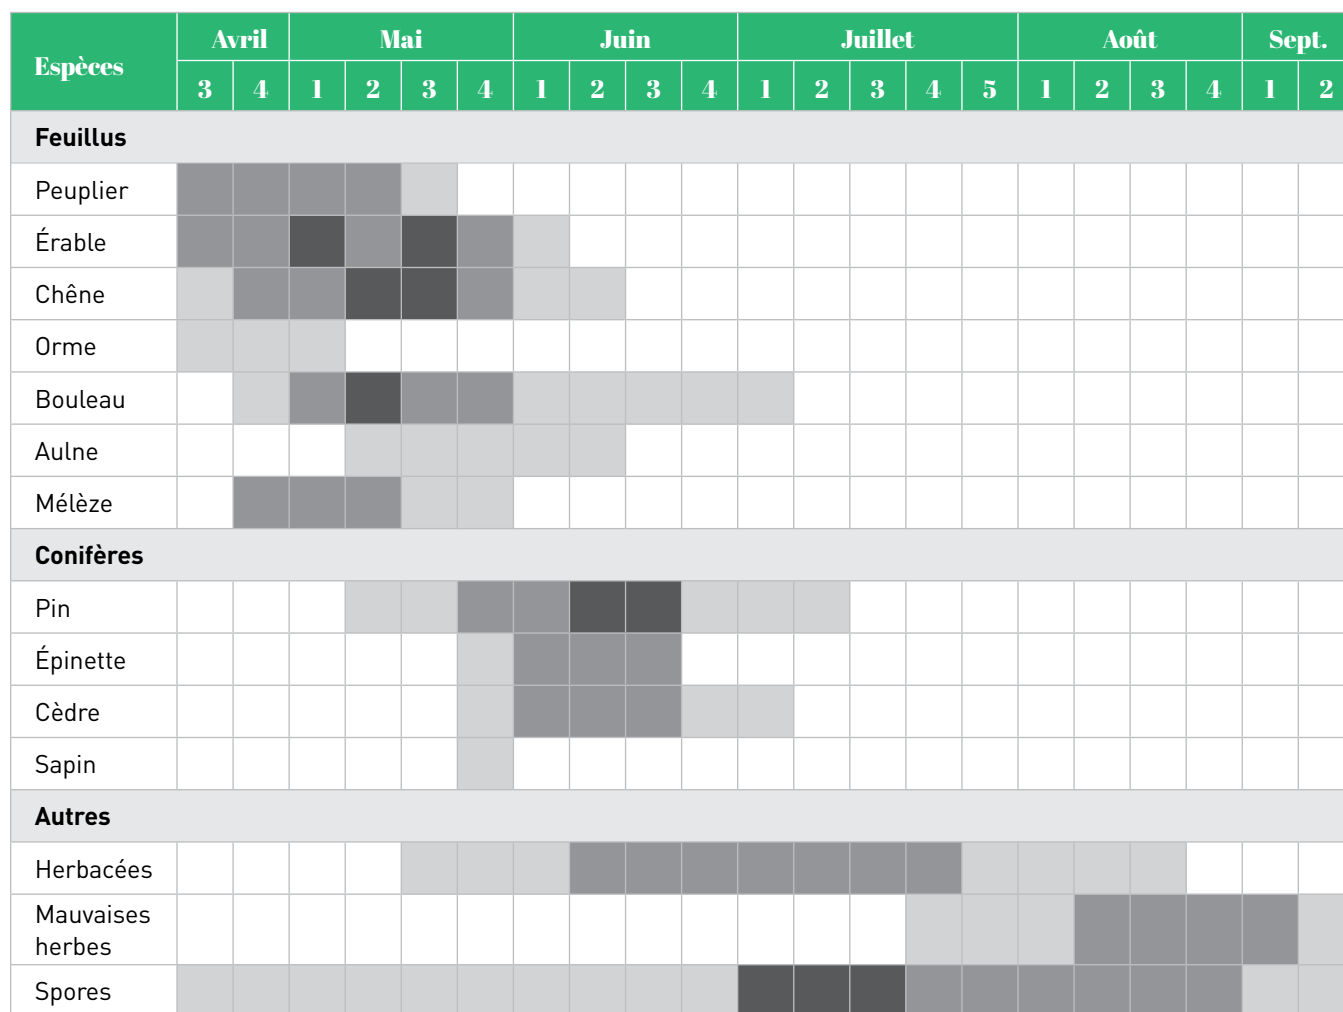 Espèces Avril Mai Juin Juillet Août Sept.
3 4 1 2 3 4 1 2 3 4 1 2 3 4 5 1 2 3 4 1 2
Feuillus
Peuplier
Érable
Chêne
Orme
Bouleau
Aulne
Mélèze
Conifères
Pin
Épinette
Cèdre
Sapin
Autres
Herbacées
Mauvaises
herbes
Spores